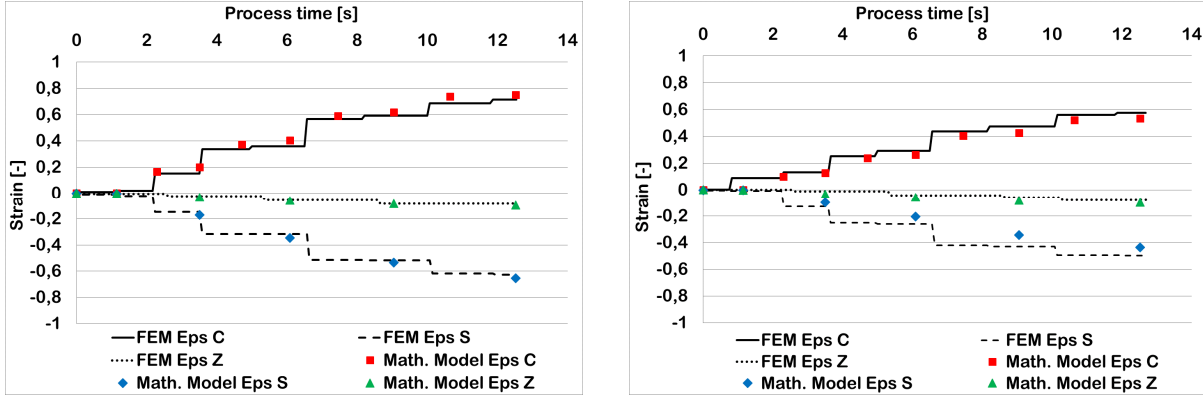 Process time [s]
0 2 4 6 8 10 12 14
1
0,8
0,6
0,4
0,2
0
-0,2
-0,4
-0,6
-0,8
-1
Strain [-]
FEM Eps C FEM Eps S
FEM Eps Z Math. Model Eps C
Math. Model Eps S Math. Model Eps Z
Process time [s]
0 2 4 6 8 10 12 14
1
0,8
0,6
0,4
0,2
0
-0,2
-0,4
-0,6
-0,8
-1
Strain [-]
FEM Eps C FEM Eps S
FEM Eps Z Math. Model Eps C
Math. Model Eps S Math. Model Eps Z